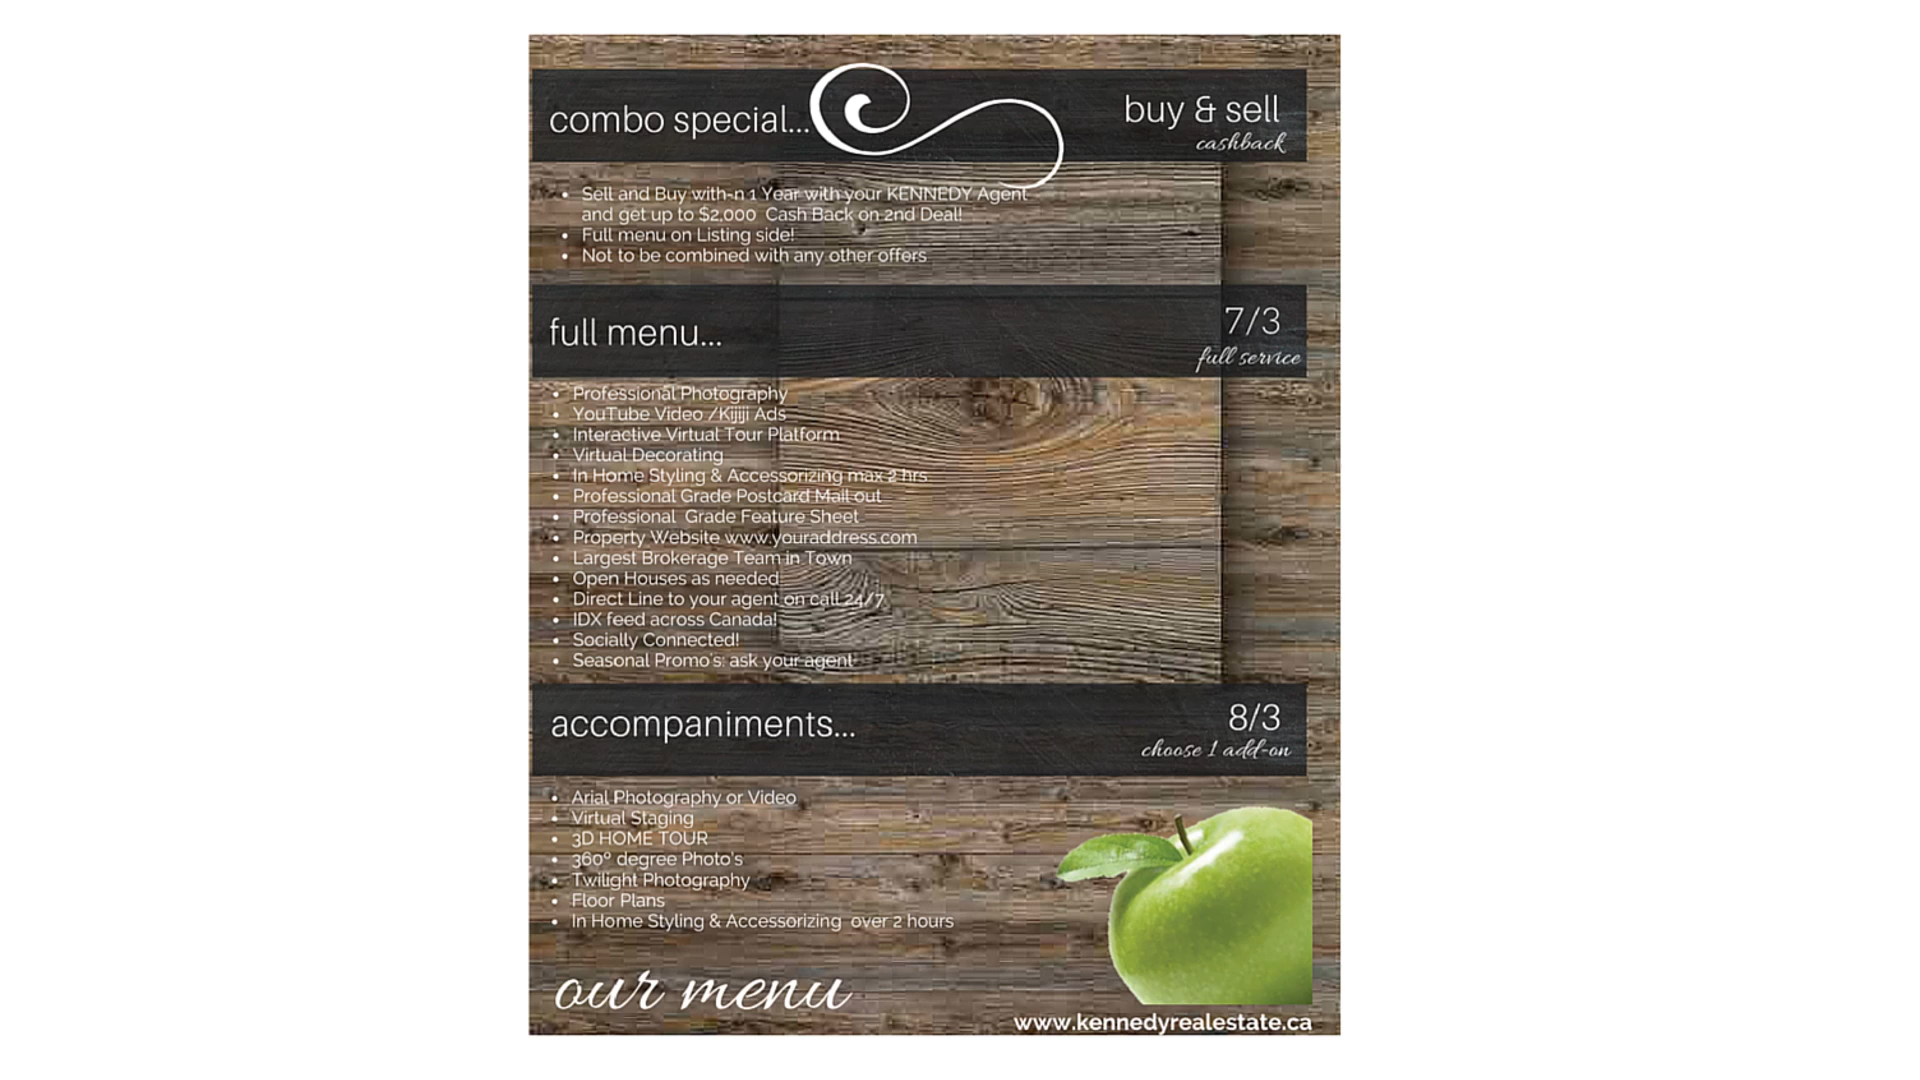 combo special...
buy & sell
cashback
• Sell and Buy with-n 1 Year with your KENNEDY Agent
and get up to $2,000 Cash Back on 2nd Deal!
• Full menu on Listing side!
• Not to be combined with any other offers
full menu...
7/3
full service
• Professional Photography
• YouTube Video /Kijiji Ads
• Interactive Virtual Tour Platform
• Virtual Decorating
• In Home Styling & Accessorizing max 2 hrs
• Professional Grade Postcard Mail out
• Professional Grade Feature Sheet
• Property Website www.youraddress.com
• Largest Brokerage Team in Town
• Open Houses as needed
• Direct Line to your agent on call 24/7
• IDX feed across Canada!
• Socially Connected!
• Seasonal Promo's: ask your agent
accompaniments...
8/3
choose 1 add-on
• Arial Photography or Video
• Virtual Staging
• 3D HOME TOUR
• 360º degree Photo's
• Twilight Photography
• Floor Plans
• In Home Styling & Accessorizing over 2 hours
our menu
www.kennedyrealestate.ca